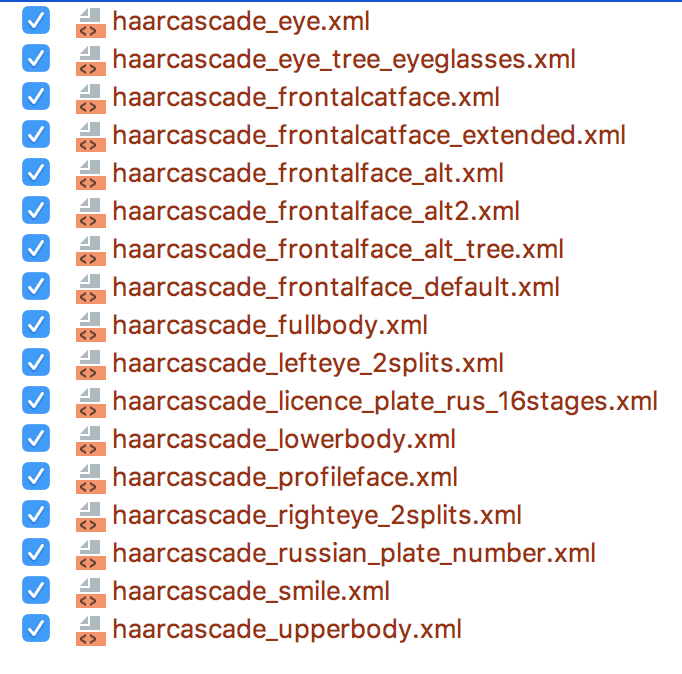 haarcascade_eye.xml
haarcascade_eye_tree_eyeglasses.xml
haarcascade_frontalcatface.xml
haarcascade_frontalcatface_extended.xml
haarcascade_frontalface_alt.xml
haarcascade_frontalface_alt2.xml
haarcascade_frontalface_alt_tree.xml
haarcascade_frontalface_default.xml
haarcascade_fullbody.xml
haarcascade_lefteye_2splits.xml
haarcascade_licence_plate_rus_16stages.xml
haarcascade_lowerbody.xml
haarcascade_profileface.xml
haarcascade_righteye_2splits.xml
haarcascade_russian_plate_number.xml
haarcascade_smile.xml
haarcascade_upperbody.xml